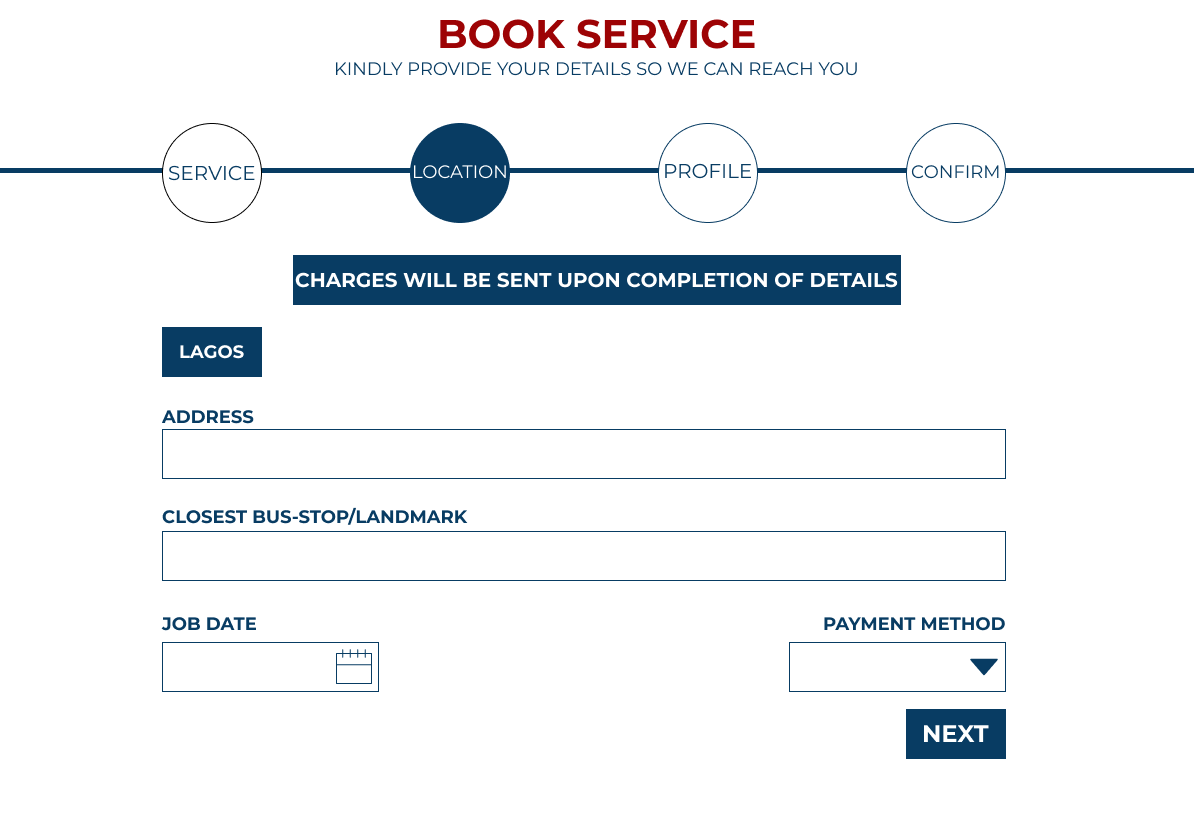 BOOK SERVICE
KINDLY PROVIDE YOUR DETAILS SO WE CAN REACH YOU
SERVICE
LOCATION
PROFILE
CONFIRM
CHARGES WILL BE SENT UPON COMPLETION OF DETAILS
LAGOS
ADDRESS
CLOSEST BUS-STOP/LANDMARK
JOB DATE
PAYMENT METHOD
NEXT